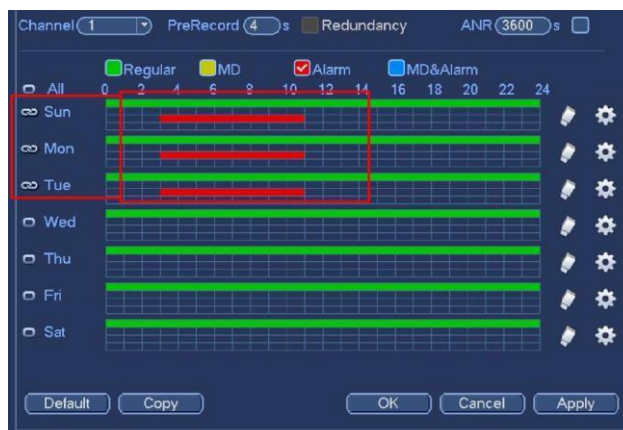 Channel 1 PreRecord 4 s Redundancy ANR 3600 s
Regular MD Alarm MD&Alarm
All 0 2 4 6 8 10 12 14 16 18 20 22 24
Sun
Mon
Tue
Wed
Thu
Fri
Sat
Default Copy OK Cancel Apply